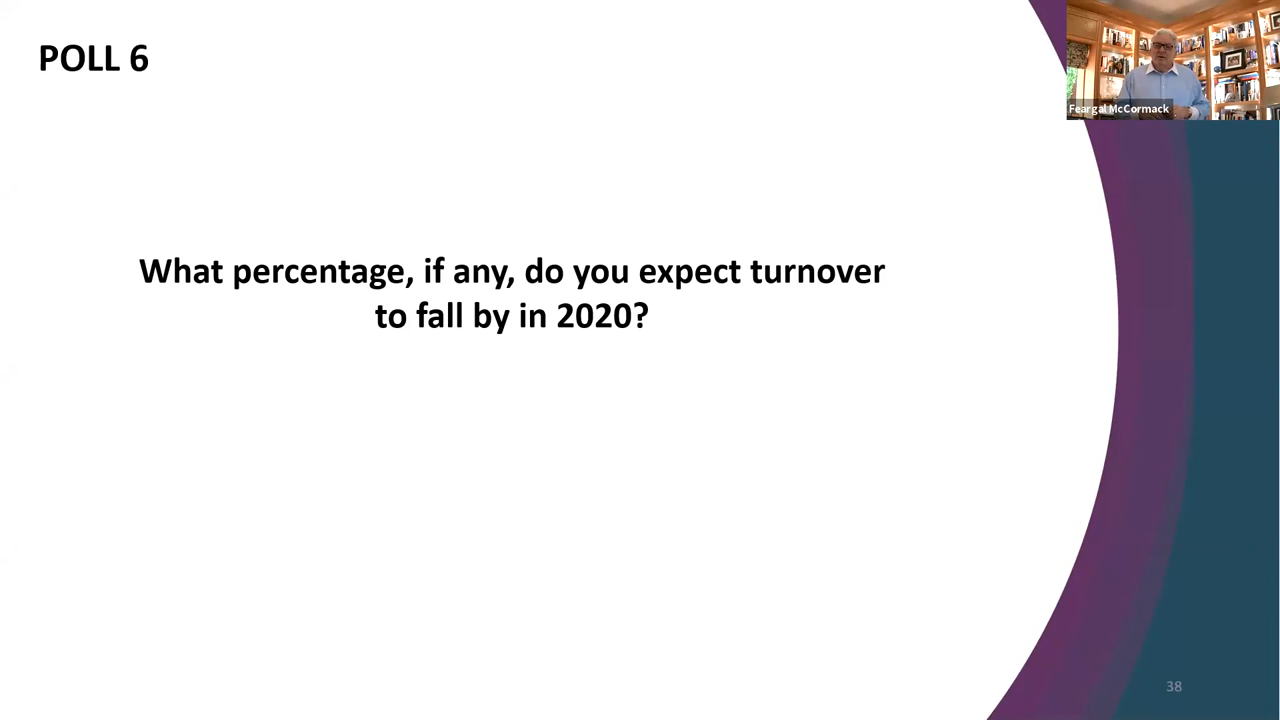 POLL 6
Feargal McCormack
What percentage, if any, do you expect turnover
to fall by in 2020?
38